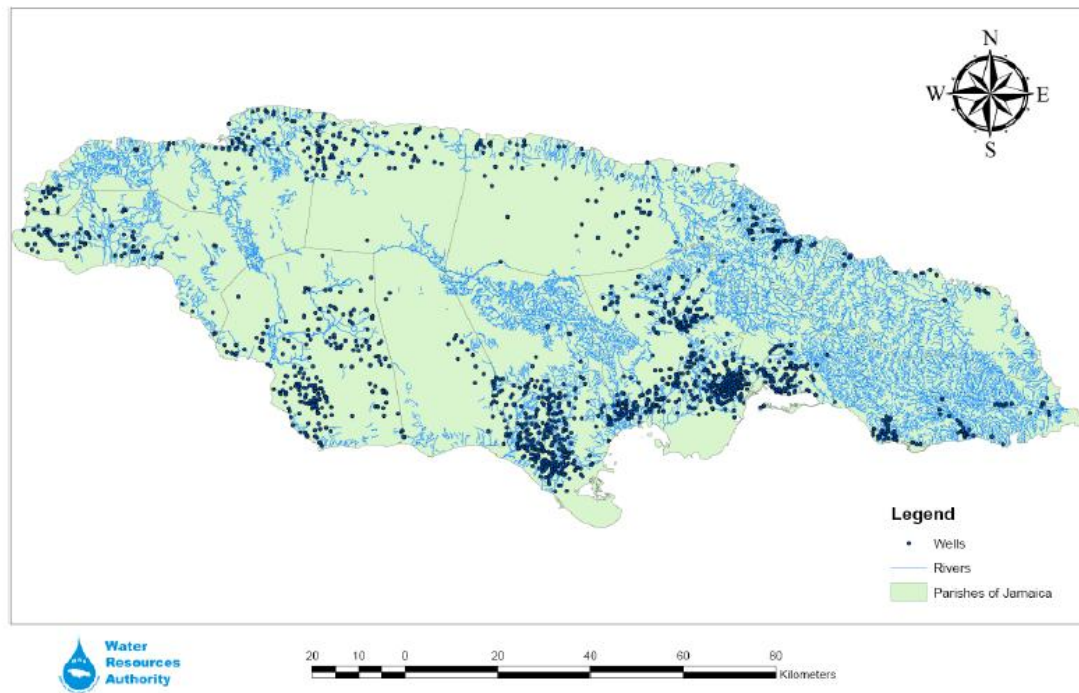 N
W E
S
Legend
Wells
Rivers
Parishes of Jamaica
Water
Resources
Authority
20 10 0 20 40 60 80
Kilometers